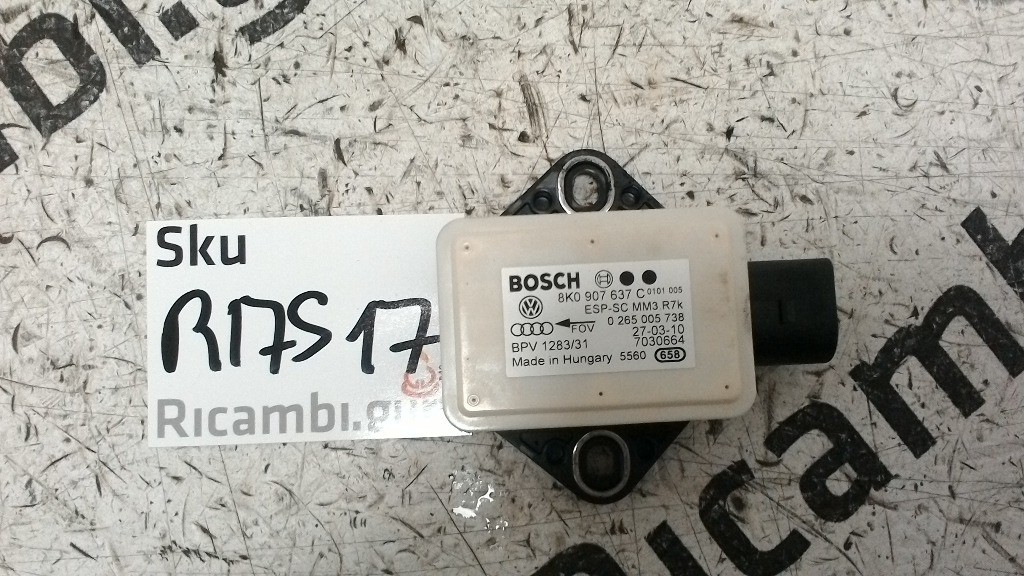 Sku
R17S17
Ricambi.gu
BOSCH
8K0 907 637 C 0101 005
ESP-SC MM3 R7k
FOV 0 265 005 738
27-03-10
BPV 1283/31 7030664
Made in Hungary 5560 658